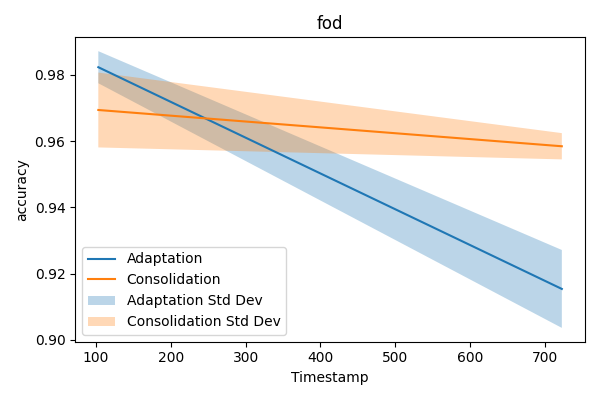 fod
0.98
0.96
0.94
0.92
0.90
accuracy
Adaptation
Consolidation
Adaptation Std Dev
Consolidation Std Dev
100 200 300 400 500 600 700
Timestamp